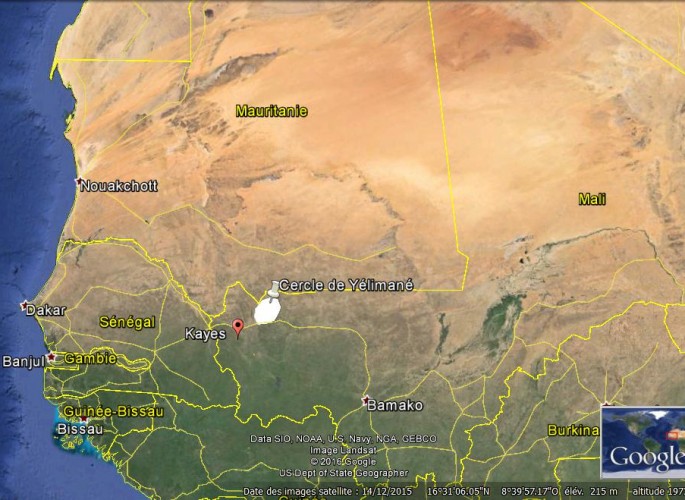 Mauritanie
Nouakchott
Mali
Cercle de Yélimané
Dakar
Sénégal
Kayes
Banjul
Gambie
Bamako
Guinée-Bissau
Bissau
Burkina
Data SIO, NOAA, U.S. Navy, NGA, GEBCO
Image Landsat
© 2016 Google
US Dept of State Geographer
Google
Date des images satellite : 14/12/2015 16°31'06.05"N 8°39'57.17"O élév. 215 m altitude 197